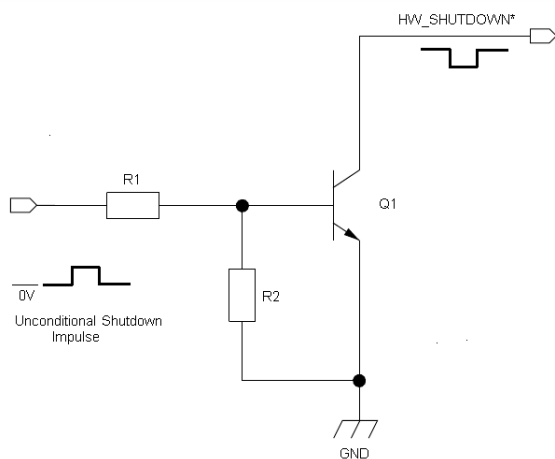 HW_SHUTDOWN*
R1
Q1
R2
0V
Unconditional Shutdown
Impulse
GND